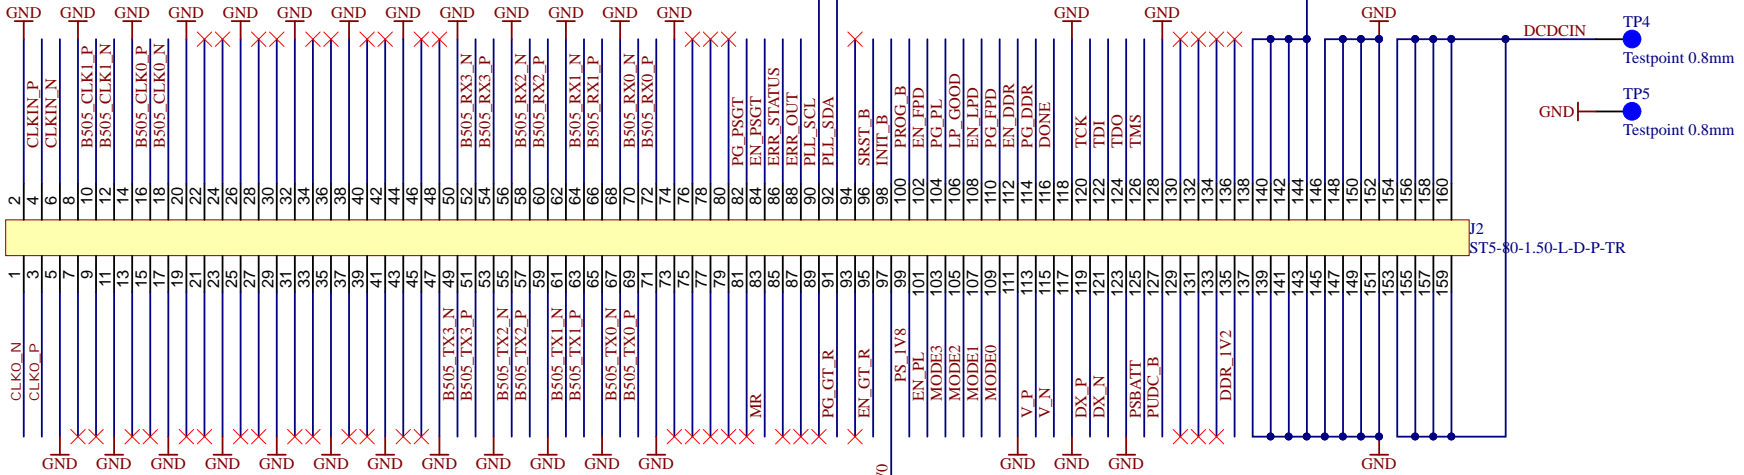 GND GND GND GND GND GND GND GND GND GND GND GND GND GND GND GND
DCDCIN
TP4
Testpoint 0.8mm
GND
TP5
Testpoint 0.8mm
CLKIN_P
CLKIN_N
B505_CLK1_P
B505_CLK1_N
B505_CLK0_P
B505_CLK0_N
B505_RX3_N
B505_RX3_P
B505_RX2_N
B505_RX2_P
B505_RX1_N
B505_RX1_P
B505_RX0_N
B505_RX0_P
PG_PSGT
EN_PSGT
ERR_STATUS
ERR_OUT
PLL_SCL
PLL_SDA
SRST_B
INIT_B
PROG_B
EN_FPD
PG_PL
LP_GOOD
EN_LPD
PG_FPD
EN_DDR
PG_DDR
DONE
TCK
TDI
TDO
TMS
2 4 6 8 10 12 14 16 18 20 22 24 26 28 30 32 34 36 38 40 42 44 46 48 50 52 54 56 58 60 62 64 66 68 70 72 74 76 78 80 82 84 86 88 90 92 94 96 98 100 102 104 106 108 110 112 114 116 118 120 122 124 126 128 130 132 134 136 138 140 142 144 146 148 150 152 154 156 158 160
J2
ST5-80-1.50-L-D-P-TR
1 3 5 7 9 11 13 15 17 19 21 23 25 27 29 31 33 35 37 39 41 43 45 47 49 51 53 55 57 59 61 63 65 67 69 71 73 75 77 79 81 83 85 87 89 91 93 95 97 99 101 103 105 107 109 111 113 115 117 119 121 123 125 127 129 131 133 135 137 139 141 143 145 147 149 151 153 155 157 159
CLKO_N
CLKO_P
B505_TX3_N
B505_TX3_P
B505_TX2_N
B505_TX2_P
B505_TX1_N
B505_TX1_P
B505_TX0_N
B505_TX0_P
MR
PG_GT_R
EN_GT_R
PS_1V8
EN_PL
MODE3
MODE2
MODE1
MODE0
V_P
V_N
DX_P
DX_N
PSBATT
PUDC_B
DDR_1V2
GND GND GND GND GND GND GND GND GND GND GND GND GND GND GND GND